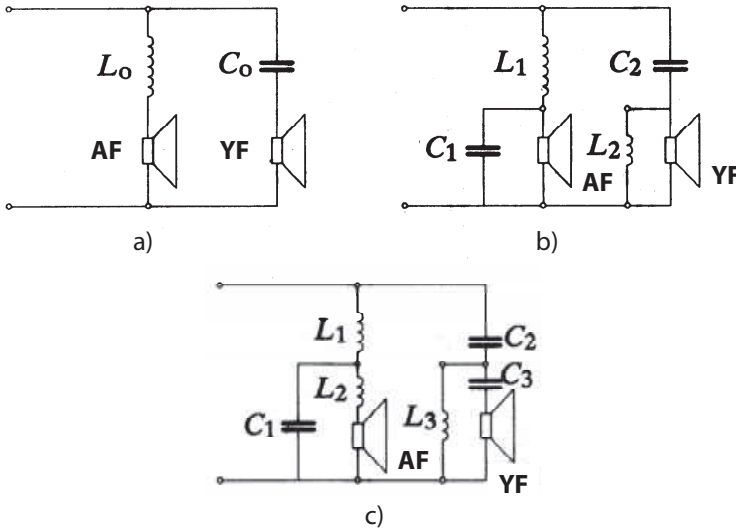 L₀
C₀
AF
YF
a)
L₁
C₂
C₁
L₂
AF
YF
b)
L₁
C₂
L₂
C₃
C₁
L₃
AF
YF
c)